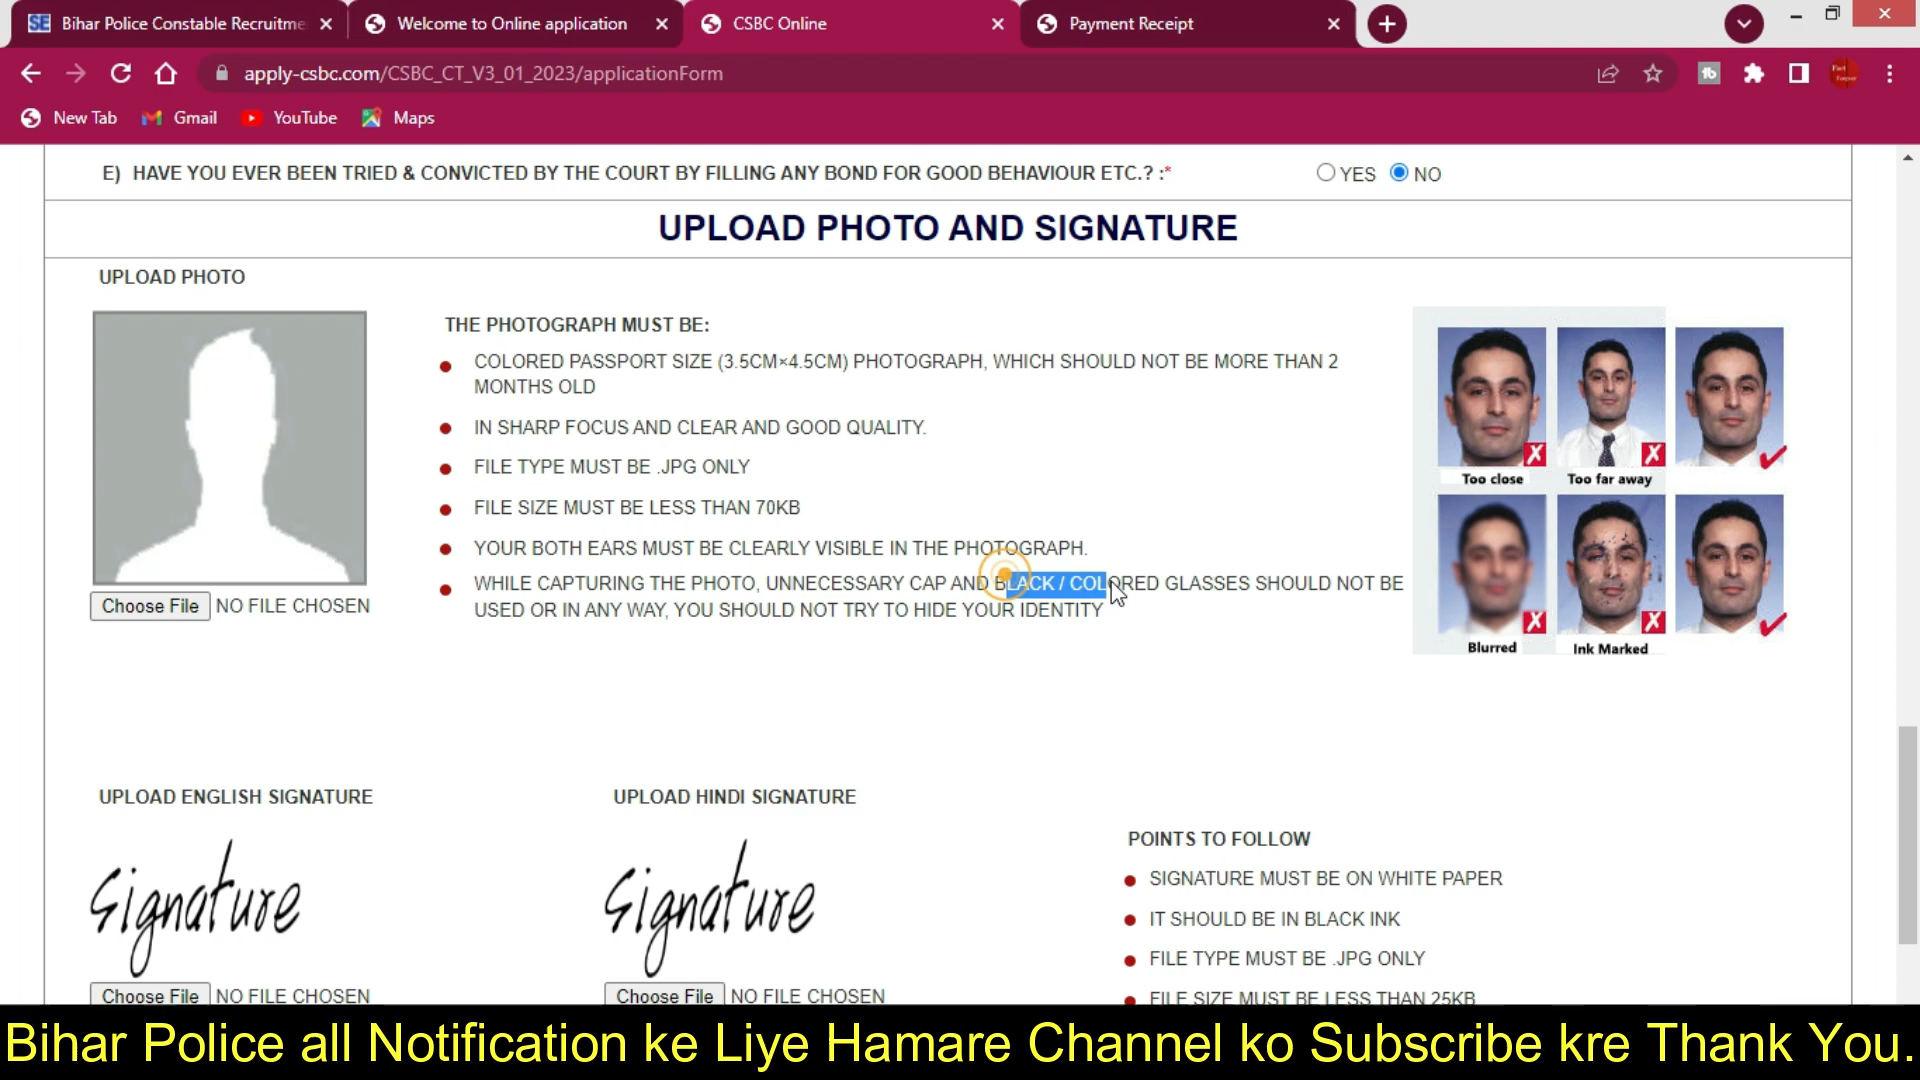 SE Bihar Police Constable Recruitme
Welcome to Online application
CSBC Online
Payment Receipt
apply-csbc.com/CSBC_CT_V3_01_2023/applicationForm
New Tab
Gmail
YouTube
Maps
E) HAVE YOU EVER BEEN TRIED & CONVICTED BY THE COURT BY FILLING ANY BOND FOR GOOD BEHAVIOUR ETC.? :*
YES NO
UPLOAD PHOTO AND SIGNATURE
UPLOAD PHOTO
Choose File NO FILE CHOSEN
THE PHOTOGRAPH MUST BE:
COLORED PASSPORT SIZE (3.5CM×4.5CM) PHOTOGRAPH, WHICH SHOULD NOT BE MORE THAN 2
MONTHS OLD
IN SHARP FOCUS AND CLEAR AND GOOD QUALITY.
FILE TYPE MUST BE .JPG ONLY
FILE SIZE MUST BE LESS THAN 70KB
YOUR BOTH EARS MUST BE CLEARLY VISIBLE IN THE PHOTOGRAPH.
WHILE CAPTURING THE PHOTO, UNNECESSARY CAP AND BLACK / COLORED GLASSES SHOULD NOT BE
USED OR IN ANY WAY, YOU SHOULD NOT TRY TO HIDE YOUR IDENTITY
Too close
Too far away
Blurred
Ink Marked
UPLOAD ENGLISH SIGNATURE
Signature
Choose File NO FILE CHOSEN
UPLOAD HINDI SIGNATURE
Signature
Choose File NO FILE CHOSEN
POINTS TO FOLLOW
SIGNATURE MUST BE ON WHITE PAPER
IT SHOULD BE IN BLACK INK
FILE TYPE MUST BE .JPG ONLY
FILE SIZE MUST BE LESS THAN 25KB
Bihar Police all Notification ke Liye Hamare Channel ko Subscribe kre Thank You.